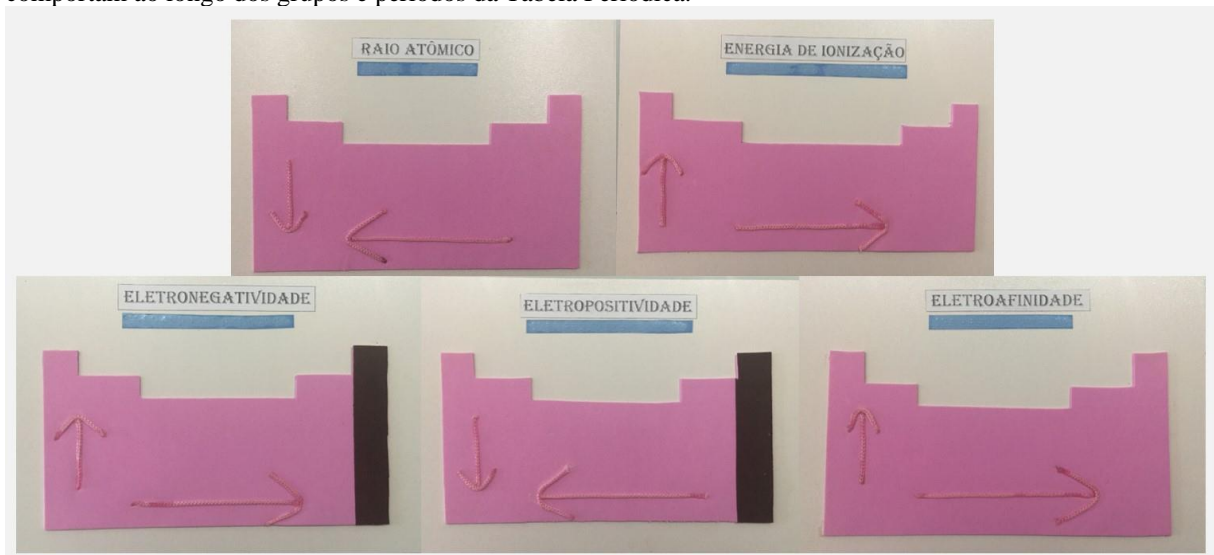 comportam ao longo dos grupos e períodos da Tabela Periódica.
RAIO ATÔMICO
ENERGIA DE IONIZAÇÃO
ELETRONEGATIVIDADE
ELETROPOSITIVIDADE
ELETROAFINIDADE